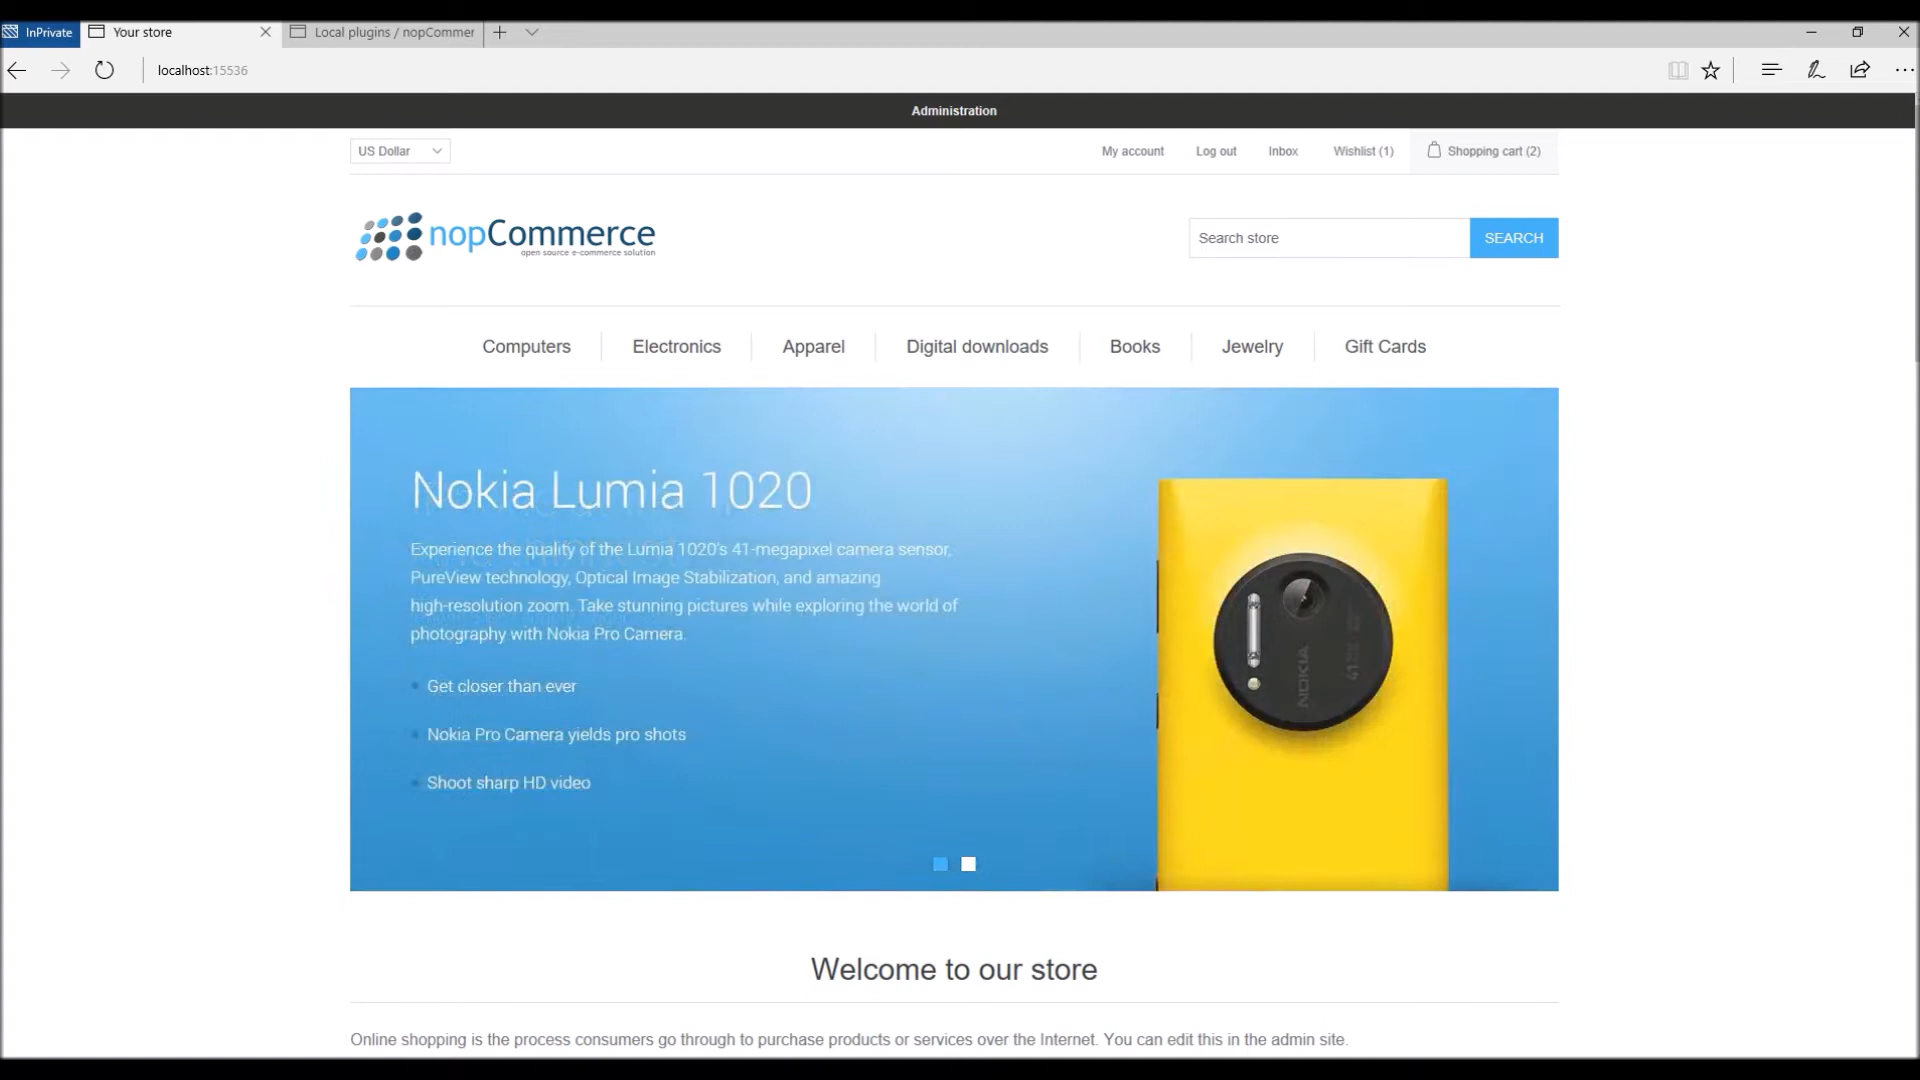 InPrivate
Your store
Local plugins / nopCommer
localhost:15536
Administration
US Dollar
My account
Log out
Inbox
Wishlist (1)
Shopping cart (2)
nopCommerce
open source e-commerce solution
Search store
SEARCH
Computers
Electronics
Apparel
Digital downloads
Books
Jewelry
Gift Cards
Nokia Lumia 1020
Experience the quality of the Lumia 1020's 41-megapixel camera sensor,
PureView technology, Optical Image Stabilization, and amazing
high-resolution zoom. Take stunning pictures while exploring the world of
photography with Nokia Pro Camera.
Get closer than ever
Nokia Pro Camera yields pro shots
Shoot sharp HD video
NOKIA
Welcome to our store
Online shopping is the process consumers go through to purchase products or services over the Internet. You can edit this in the admin site.